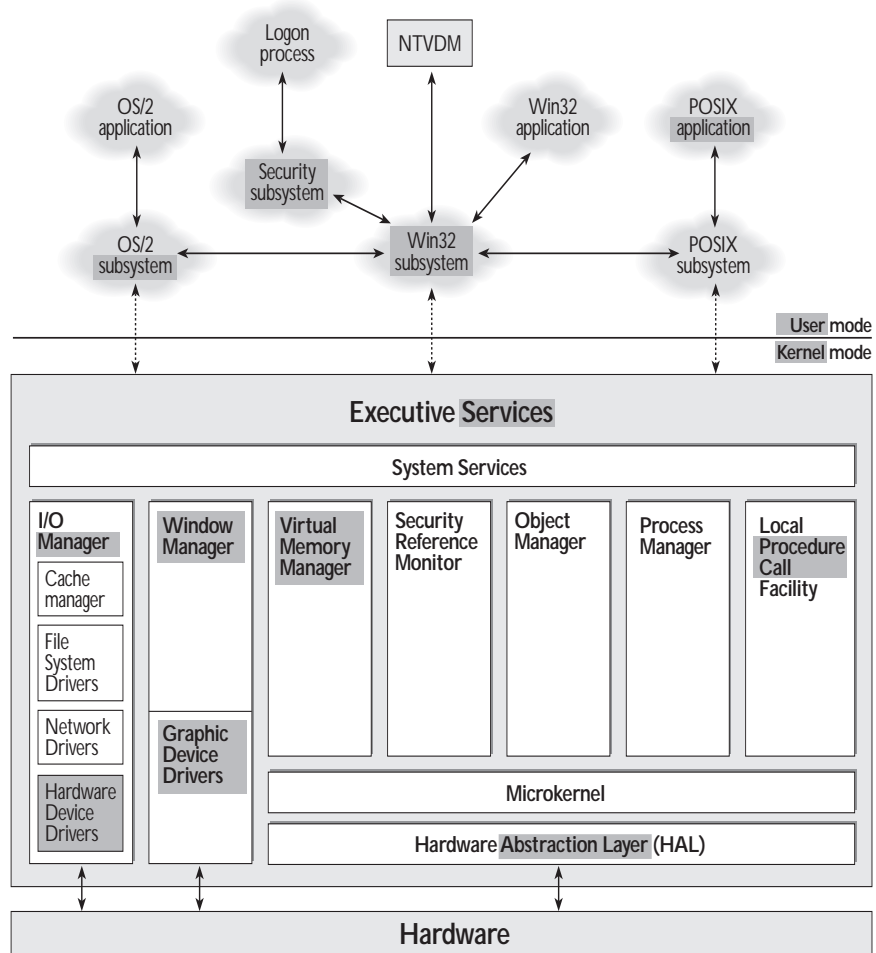 Logon
process
NTVDM
OS/2
application
Win32
application
POSIX
application
Security
subsystem
OS/2
subsystem
Win32
subsystem
POSIX
subsystem
User mode
Kernel mode
Executive Services
System Services
I/O
Manager
Cache
manager
File
System
Drivers
Network
Drivers
Hardware
Device
Drivers
Window
Manager
Graphic
Device
Drivers
Virtual
Memory
Manager
Security
Reference
Monitor
Object
Manager
Process
Manager
Local
Procedure
Call
Facility
Microkernel
Hardware Abstraction Layer (HAL)
Hardware